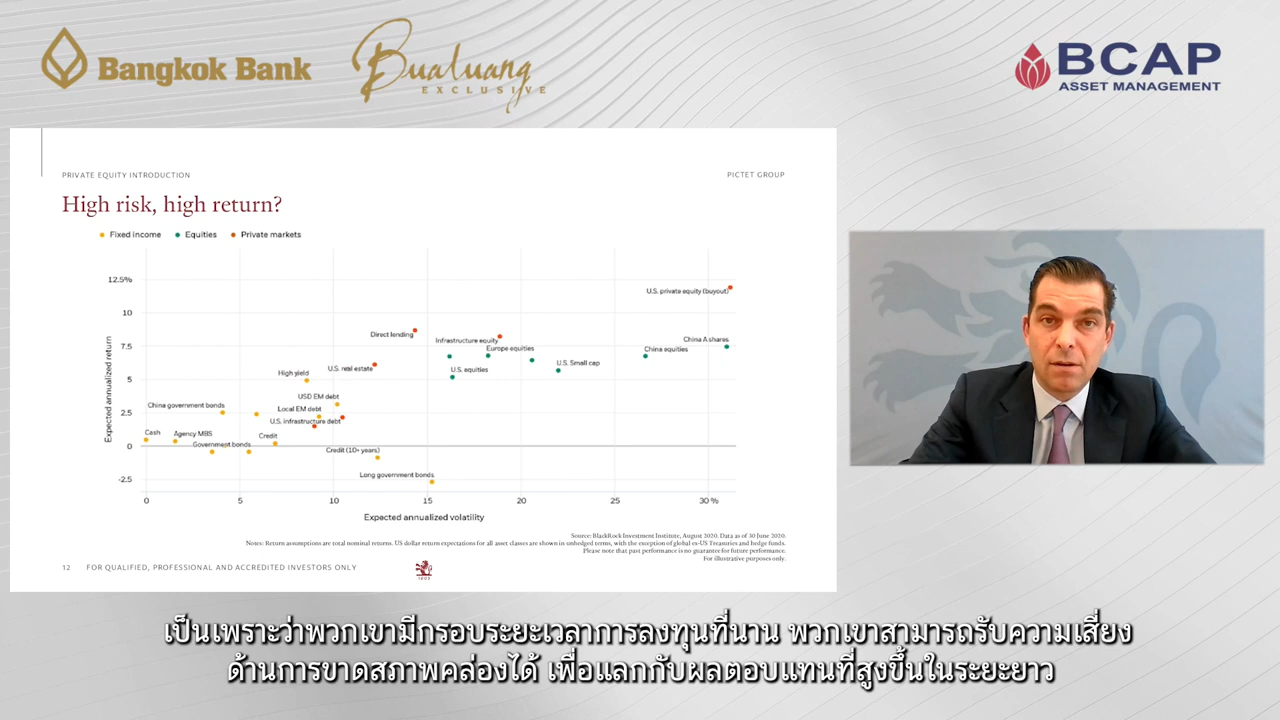 Bangkok Bank
Bualuang
EXCLUSIVE
BCAP
ASSET MANAGEMENT
PRIVATE EQUITY INTRODUCTION
PICTET GROUP
High risk, high return?
Fixed income
Equities
Private markets
Expected annualized return
12.5%
10
7.5
5
2.5
0
-2.5
U.S. private equity (buyout)
Direct lending
Infrastructure equity
China A shares
Europe equities
China equities
U.S. real estate
U.S. equities
U.S. Small cap
High yield
USD EM debt
China government bonds
Local EM debt
U.S. infrastructure debt
Cash
Agency MBS
Credit
Government bonds
Credit (10+ years)
Long government bonds
0
5
10
15
20
25
30 %
Expected annualized volatility
Source: BlackRock Investment Institute, August 2020. Data as of 30 June 2020.
Notes: Return assumptions are total nominal returns. US dollar return expectations for all asset classes are shown in unhedged terms, with the exception of global ex-US Treasuries and hedge funds.
Please note that past performance is no guarantee for future performance.
For illustrative purposes only.
12 FOR QUALIFIED, PROFESSIONAL AND ACCREDITED INVESTORS ONLY
เป็นเพราะว่าพวกเขามีกรอบระยะเวลาการลงทุนที่นาน พวกเขาสามารถรับความเสี่ยง
ด้านการขาดสภาพคล่องได้ เพื่อแลกกับผลตอบแทนที่สูงขึ้นในระยะยาว